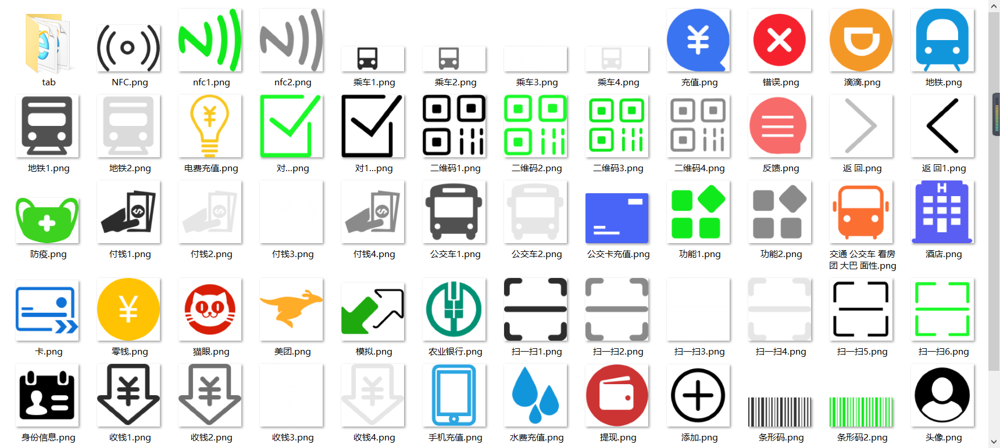 tab
NFC.png
nfc1.png
nfc2.png
乘车1.png
乘车2.png
乘车3.png
乘车4.png
充值.png
错误.png
滴滴.png
地铁.png
地铁1.png
地铁2.png
电费充值.png
对...png
对1...png
二维码1.png
二维码2.png
二维码3.png
二维码4.png
反馈.png
返 回.png
返 回1.png
H
防疫.png
付钱1.png
付钱2.png
付钱3.png
付钱4.png
公交车1.png
公交车2.png
公交卡充值.png
功能1.png
功能2.png
交通 公交车 看房
团 大巴 面性.png
酒店.png
卡.png
零钱.png
猫眼.png
美团.png
模拟.png
农业银行.png
扫一扫1.png
扫一扫2.png
扫一扫3.png
扫一扫4.png
扫一扫5.png
扫一扫6.png
身份信息.png
收钱1.png
收钱2.png
收钱3.png
收钱4.png
手机充值.png
水费充值.png
提现.png
添加.png
条形码.png
条形码2.png
头像.png